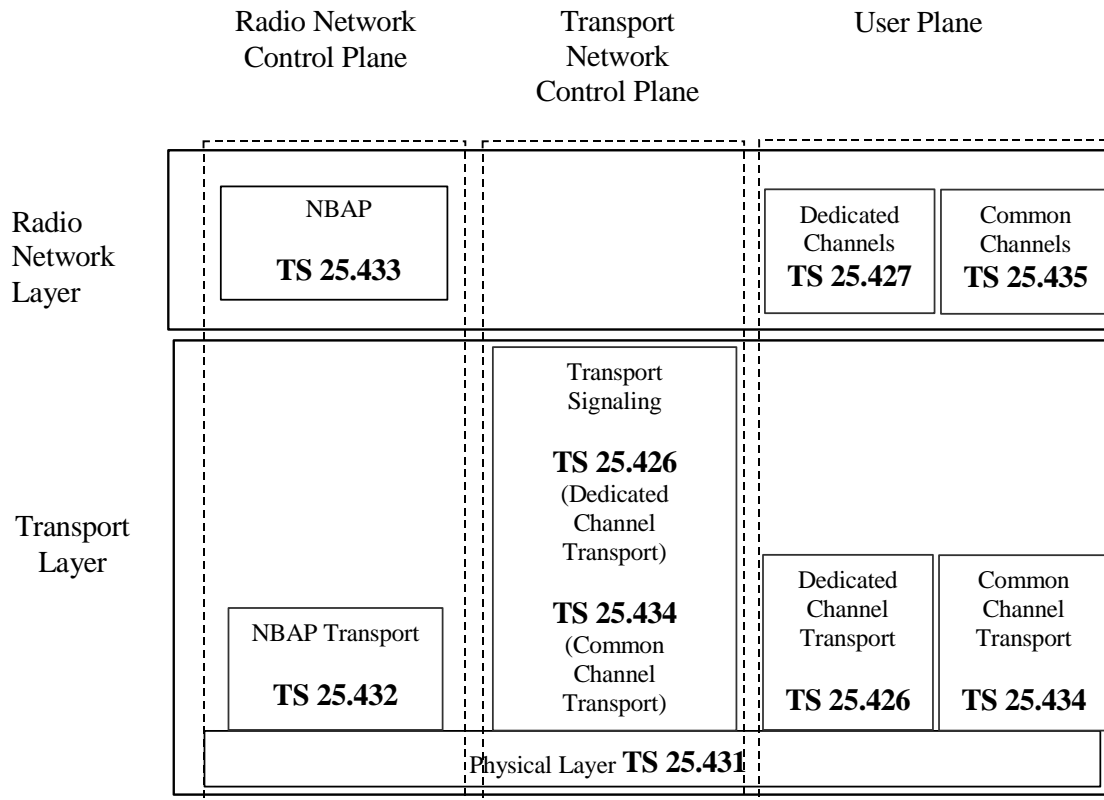 Radio Network
Control Plane
Transport
Network
Control Plane
User Plane
Radio
Network
Layer
NBAP
TS 25.433
Dedicated
Channels
TS 25.427
Common
Channels
TS 25.435
Transport
Layer
NBAP Transport
TS 25.432
Transport
Signaling
TS 25.426
(Dedicated
Channel
Transport)
TS 25.434
(Common
Channel
Transport)
Dedicated
Channel
Transport
TS 25.426
Common
Channel
Transport
TS 25.434
Physical Layer TS 25.431